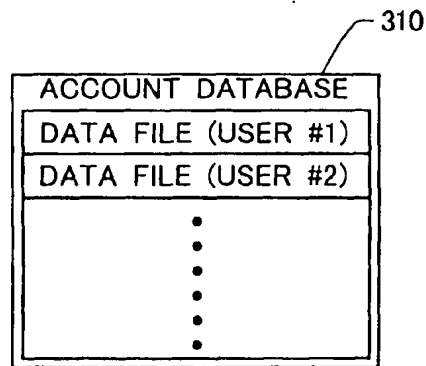 310
ACCOUNT DATABASE
DATA FILE (USER #1)
DATA FILE (USER #2)